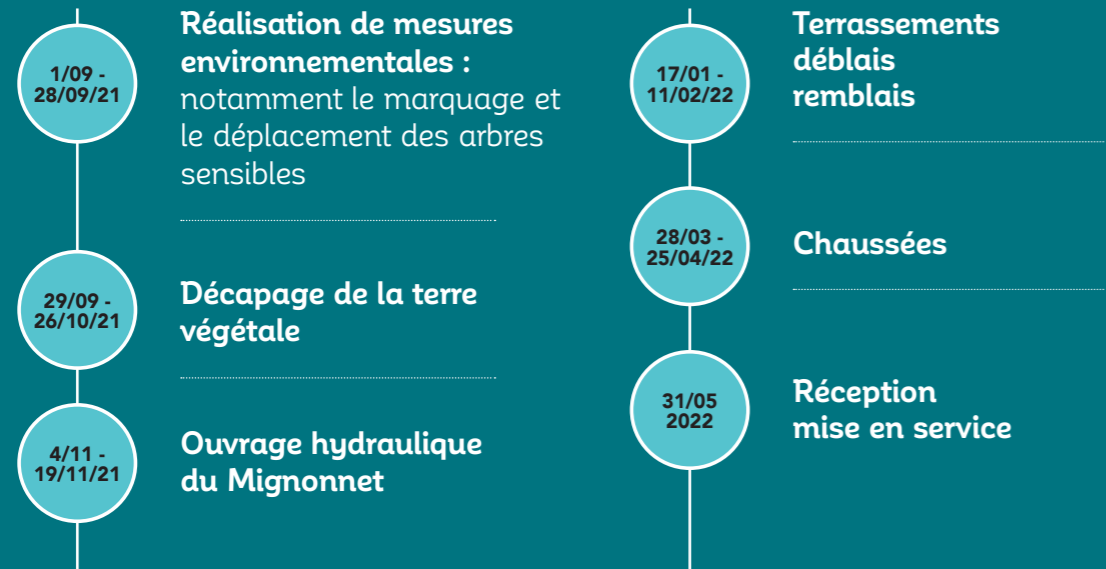 1/09 -
28/09/21
Réalisation de mesures
environnementales :
notamment le marquage et
le déplacement des arbres
sensibles
29/09 -
26/10/21
Décapage de la terre
végétale
4/11 -
19/11/21
Ouvrage hydraulique
du Mignonnet
17/01 -
11/02/22
Terrassements
déblais
remblais
28/03 -
25/04/22
Chaussées
31/05
2022
Réception
mise en service